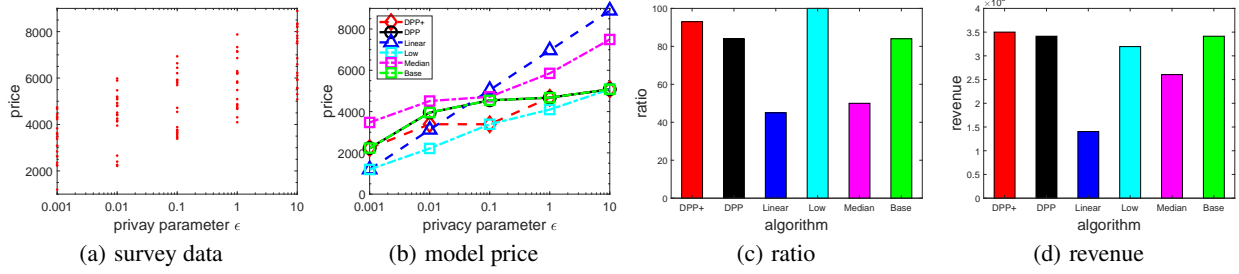 price
8000
6000
4000
2000
0.001
0.01
0.1
1
10
privay parameter ϵ
(a) survey data
price
8000
6000
4000
2000
0
DPP+
DPP
Linear
Low
Median
Base
0.001
0.01
0.1
1
10
privacy parameter ϵ
(b) model price
ratio
100
80
60
40
20
0
DPP+
DPP
Linear
Low
Median
Base
algorithm
(c) ratio
revenue
4
3.5
3
2.5
2
1.5
1
0.5
0
DPP+
DPP
Linear
Low
Median
Base
algorithm
(d) revenue